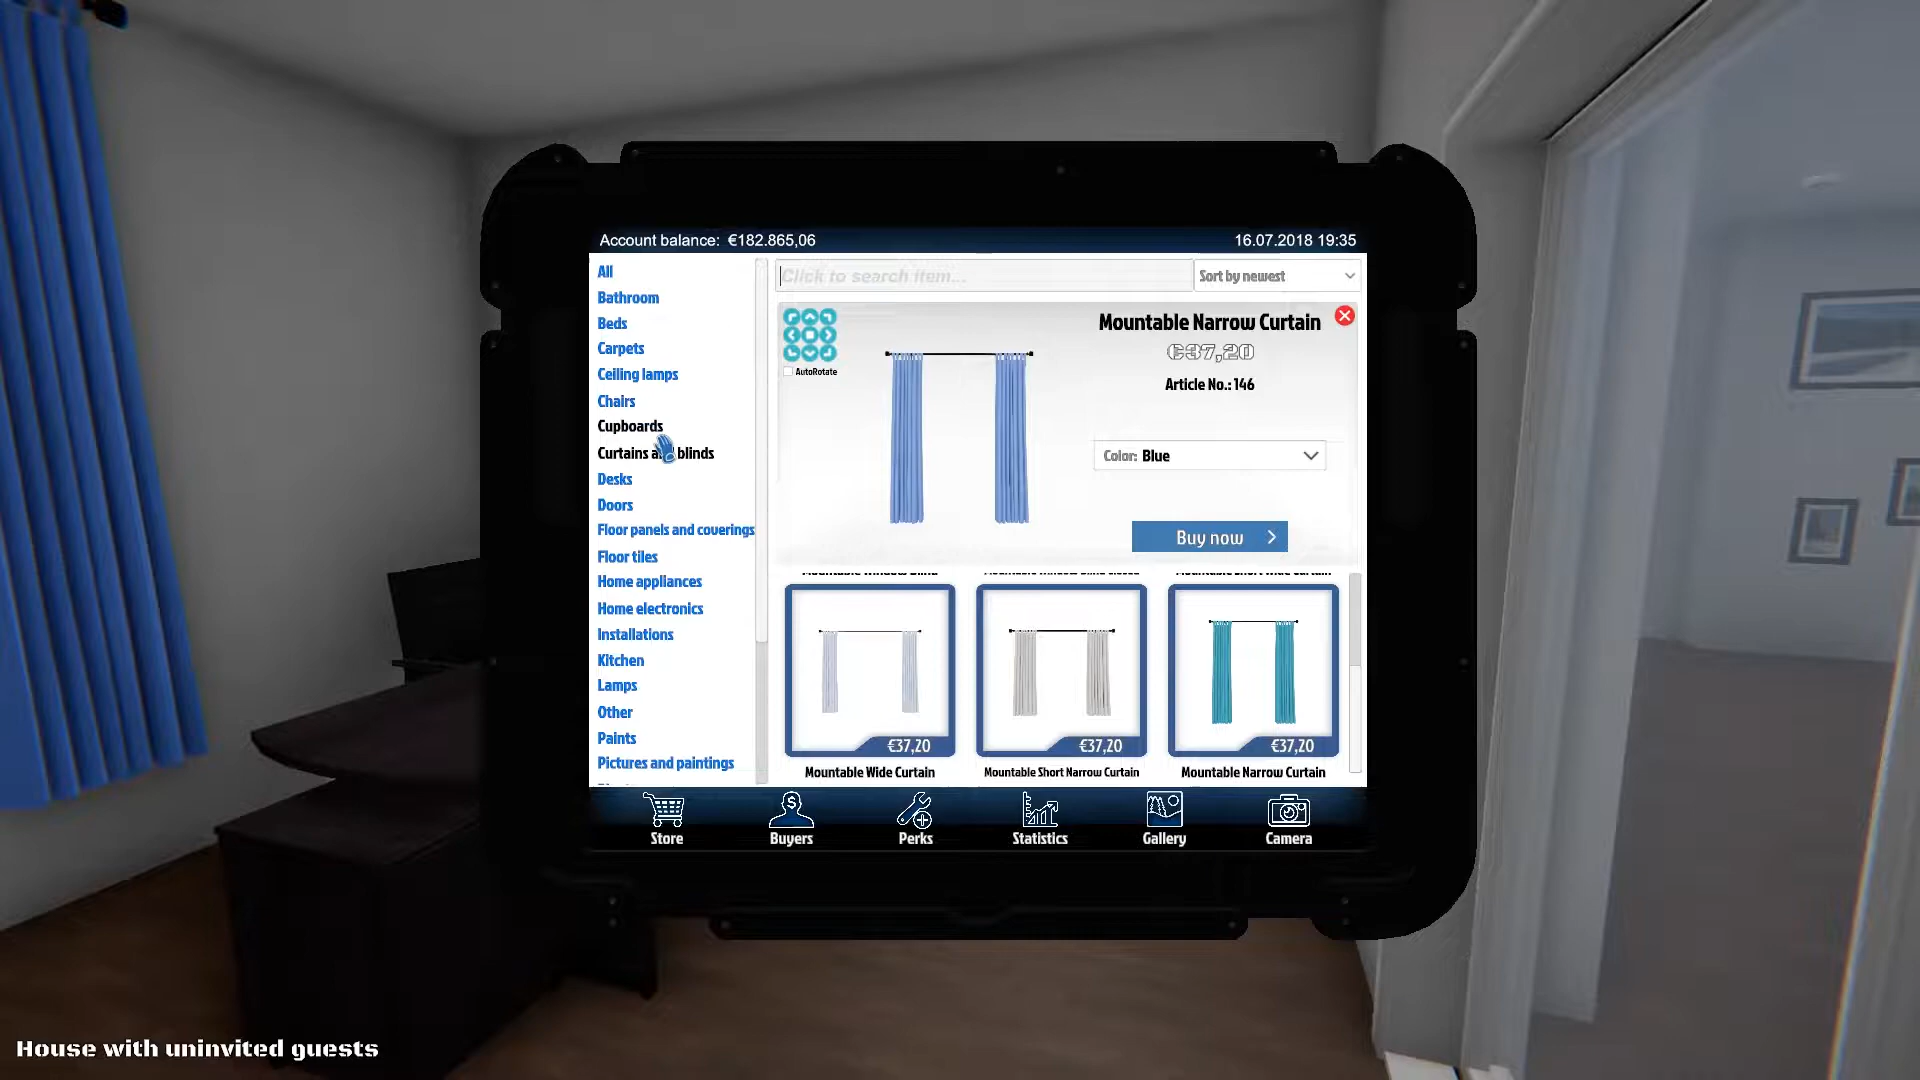 Account balance: €182.865,06
16.07.2018 19:35
All
Bathroom
Beds
Carpets
Ceiling lamps
Chairs
Cupboards
Curtains a blinds
Desks
Doors
Floor panels and coverings
Floor tiles
Home appliances
Home electronics
Installations
Kitchen
Lamps
Other
Paints
Pictures and paintings
Click to search item...
Sort by newest
AutoRotate
Mountable Narrow Curtain
€37,20
Article No.: 146
Color: Blue
Buy now
€37,20
€37,20
€37,20
Mountable Wide Curtain
Mountable Short Narrow Curtain
Mountable Narrow Curtain
Store
Buyers
Perks
Statistics
Gallery
Camera
House with uninvited guests